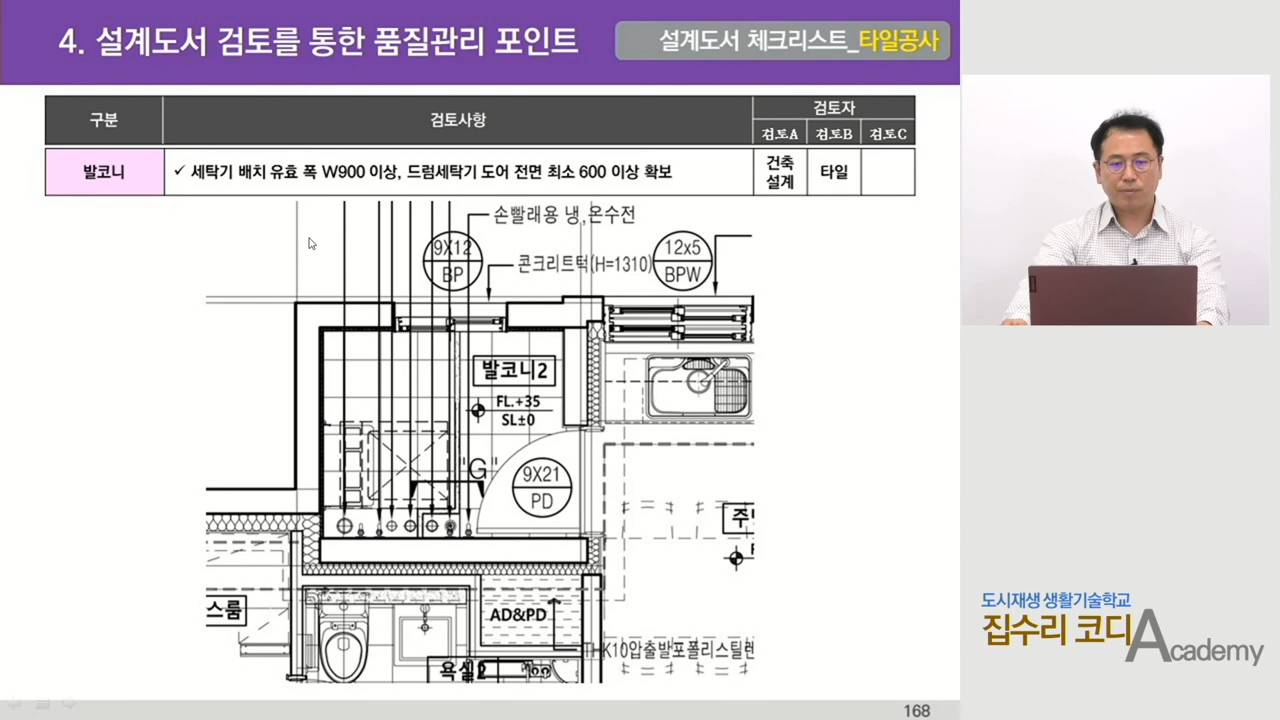 4. 설계도서 검토를 통한 품질관리 포인트
설계도서 체크리스트_타일공사
구분
검토사항
검토자
검토A
검토B
검토C
발코니
✓ 세탁기 배치 유효 폭 W900 이상, 드럼세탁기 도어 전면 최소 600 이상 확보
건축
설계
타일
손빨래용 냉,온수전
9X12
BP
콘크리트턱(H=1310)
12x5
BPW
발코니2
FL.+35
SL±0
"G"
9X21
PD
주
스룸
AD&PD
THK10압출발포폴리스틸렌
욕실2
도시재생 생활기술학교
집수리 코디 Academy
168